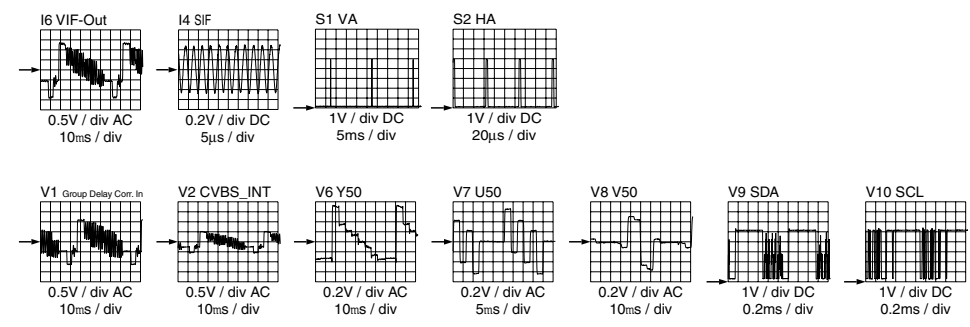 I6 VIF-Out
I4 SIF
S1 VA
S2 HA
0.5V / div AC
10ms / div
0.2V / div DC
5µs / div
1V / div DC
5ms / div
1V / div DC
20µs / div
V1 Group Delay Corr. In
V2 CVBS_INT
V6 Y50
V7 U50
V8 V50
V9 SDA
V10 SCL
0.5V / div AC
10ms / div
0.5V / div AC
10ms / div
0.2V / div AC
10ms / div
0.2V / div AC
5ms / div
0.2V / div AC
10ms / div
1V / div DC
0.2ms / div
1V / div DC
0.2ms / div